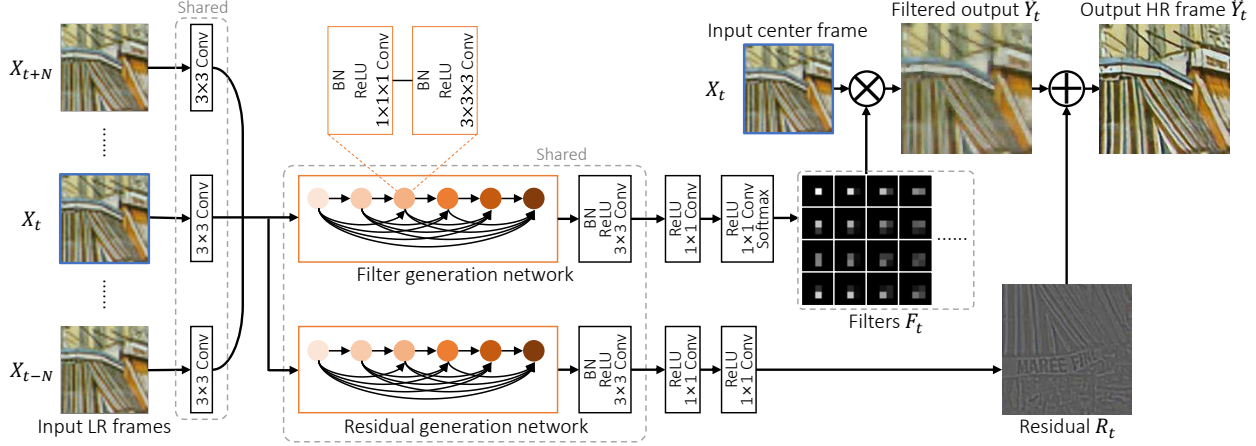 Shared
X_{t+N}
3×3 Conv
......
X_t
3×3 Conv
......
X_{t−N}
3×3 Conv
Input LR frames
BN
ReLU
1×1×1 Conv
BN
ReLU
3×3×3 Conv
Shared
Filter generation network
BN
ReLU
3×3 Conv
ReLU
1×1 Conv
ReLU
1×1 Conv
Softmax
Residual generation network
BN
ReLU
3×3 Conv
ReLU
1×1 Conv
ReLU
1×1 Conv
Input center frame
X_t
Filtered output Ỹ_t
Output HR frame Ŷ_t
......
Filters F_t
MAREE FINE
Residual R_t